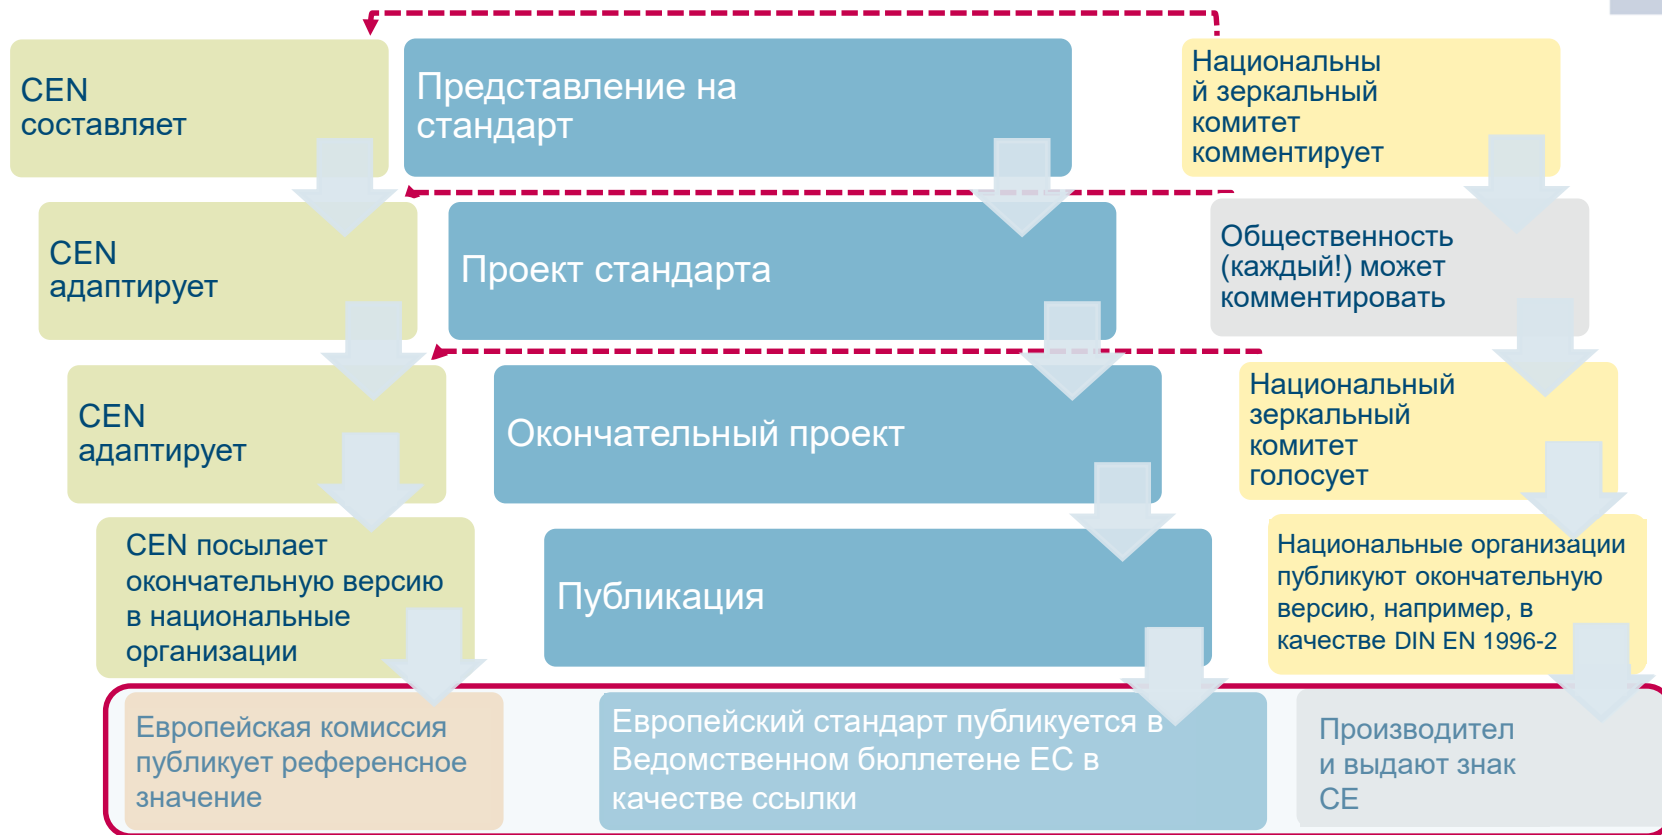 CEN
составляет
Представление на
стандарт
Национальны
й зеркальный
комитет
комментирует
CEN
адаптирует
Проект стандарта
Общественность
(каждый!) может
комментировать
CEN
адаптирует
Окончательный проект
Национальный
зеркальный
комитет
голосует
CEN посылает
окончательную версию
в национальные
организации
Публикация
Национальные организации
публикуют окончательную
версию, например, в
качестве DIN EN 1996-2
Европейская комиссия
публикует референсное
значение
Европейский стандарт публикуется в
Ведомственном бюллетене ЕС в
качестве ссылки
Производител
и выдают знак
СЕ